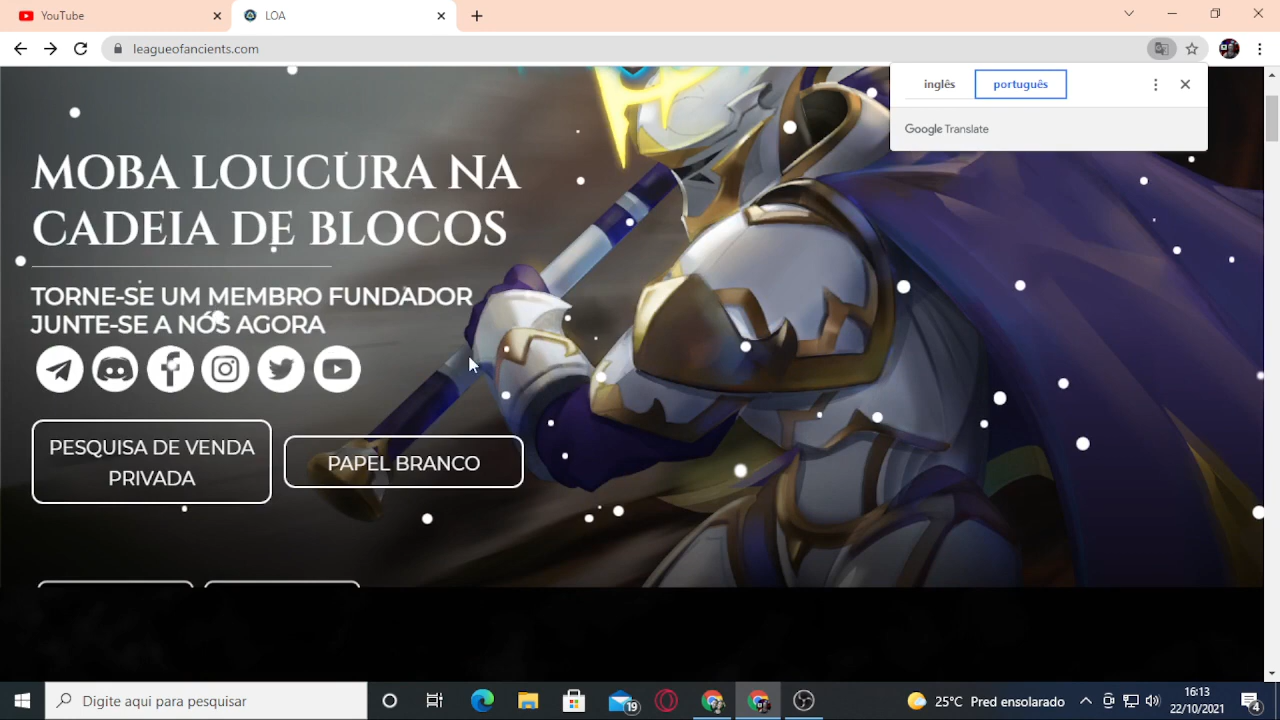 YouTube
LOA
leagueofancients.com
inglês português
Google Translate
MOBA LOUCURA NA
CADEIA DE BLOCOS
TORNE-SE UM MEMBRO FUNDADOR
JUNTE-SE A NÓS AGORA
PESQUISA DE VENDA
PRIVADA
PAPEL BRANCO
Digite aqui para pesquisar
19
25°C Pred ensolarado
16:13
22/10/2021
4